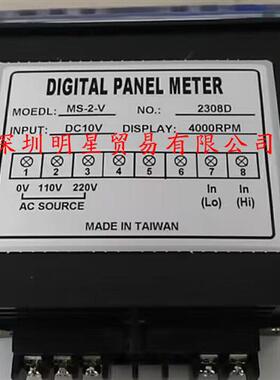 DIGITAL PANEL METER
MOEDL: MS-2-V NO.: 2308D
INPUT: DC10V DISPLAY: 4000RPM
深圳明星贸易有限公司
1 2 3 4 5 6 7 8
0V 110V 220V In In
AC SOURCE (Lo) (Hi)
MADE IN TAIWAN